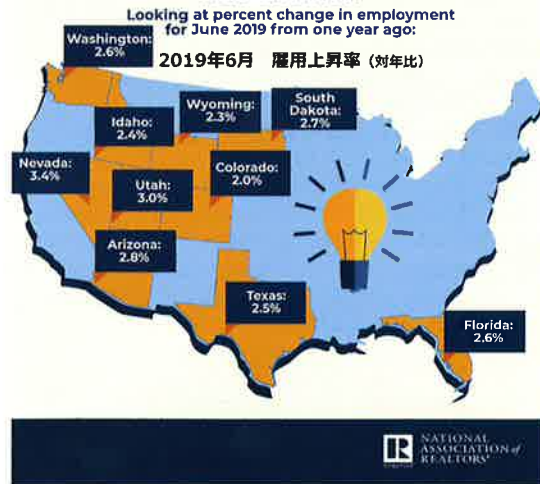 Looking at percent change in employment
for June 2019 from one year ago:
2019年6月 雇用上昇率（対年比）
Washington:
2.6%
Idaho:
2.4%
Wyoming:
2.3%
South
Dakota:
2.7%
Nevada:
3.4%
Utah:
3.0%
Colorado:
2.0%
Arizona:
2.8%
Texas:
2.5%
Florida:
2.6%
NATIONAL
ASSOCIATION of
REALTORS®